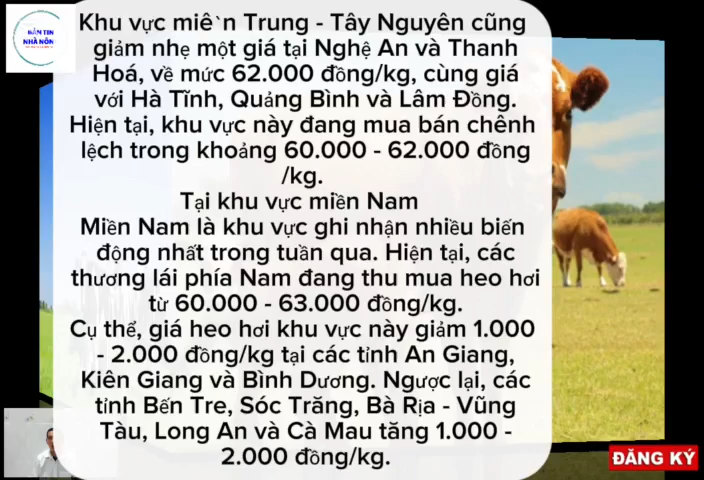 BẢN TIN
NHÀ NÔNG
Khu vực miền Trung - Tây Nguyên cũng
giảm nhẹ một giá tại Nghệ An và Thanh
Hoá, về mức 62.000 đồng/kg, cùng giá
với Hà Tĩnh, Quảng Bình và Lâm Đồng.
Hiện tại, khu vực này đang mua bán chênh
lệch trong khoảng 60.000 - 62.000 đồng
/kg.
Tại khu vực miền Nam
Miền Nam là khu vực ghi nhận nhiều biến
động nhất trong tuần qua. Hiện tại, các
thương lái phía Nam đang thu mua heo hơi
từ 60.000 - 63.000 đồng/kg.
Cụ thể, giá heo hơi khu vực này giảm 1.000
- 2.000 đồng/kg tại các tỉnh An Giang,
Kiên Giang và Bình Dương. Ngược lại, các
tỉnh Bến Tre, Sóc Trăng, Bà Rịa - Vũng
Tàu, Long An và Cà Mau tăng 1.000 -
2.000 đồng/kg.
ĐĂNG KÝ